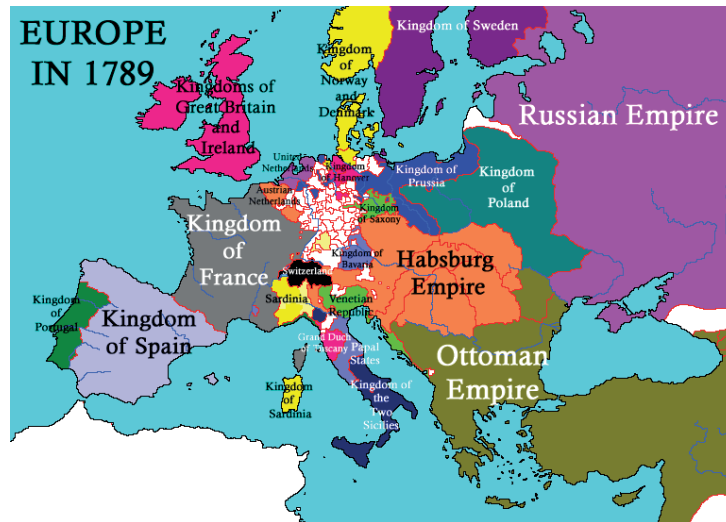 EUROPE
IN 1789
Kingdom of Sweden
Kingdom
of
Norway
and
Denmark
Kingdoms of
Great Britain
and
Ireland
Russian Empire
United
Netherlands
Kingdom
of Hanover
Kingdom of
Prussia
Kingdom
of
Poland
Austrian
Netherlands
Kingdom
of Saxony
Kingdom
of
France
Kingdom of
Bavaria
Habsburg
Empire
Switzerland
Sardinia
Venetian
Republic
Kingdom
of
Portugal
Kingdom
of Spain
Grand Duch
of Tuscany
Papal
States
Ottoman
Empire
Kingdom
of
Sardinia
Kingdom of
the
Two
Sicilies